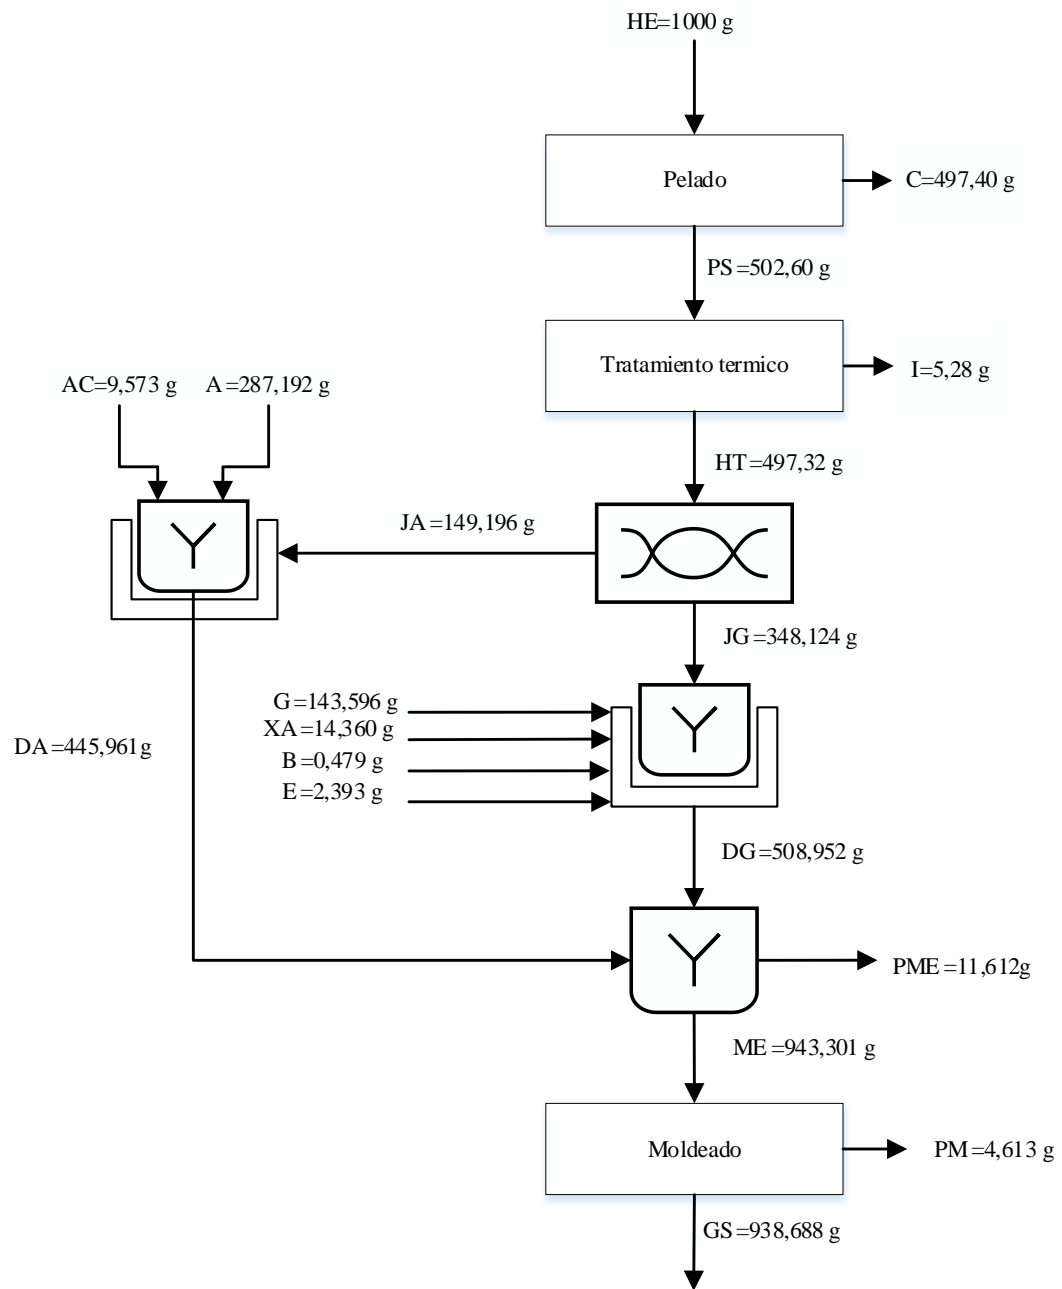 HE=1000 g
Pelado
C=497,40 g
PS=502,60 g
Tratamiento termico
I=5,28 g
AC=9,573 g
A=287,192 g
HT=497,32 g
JA=149,196 g
JG=348,124 g
G=143,596 g
XA=14,360 g
B=0,479 g
E=2,393 g
DA=445,961g
DG=508,952 g
PME=11,612g
ME=943,301 g
Moldeado
PM=4,613 g
GS=938,688 g